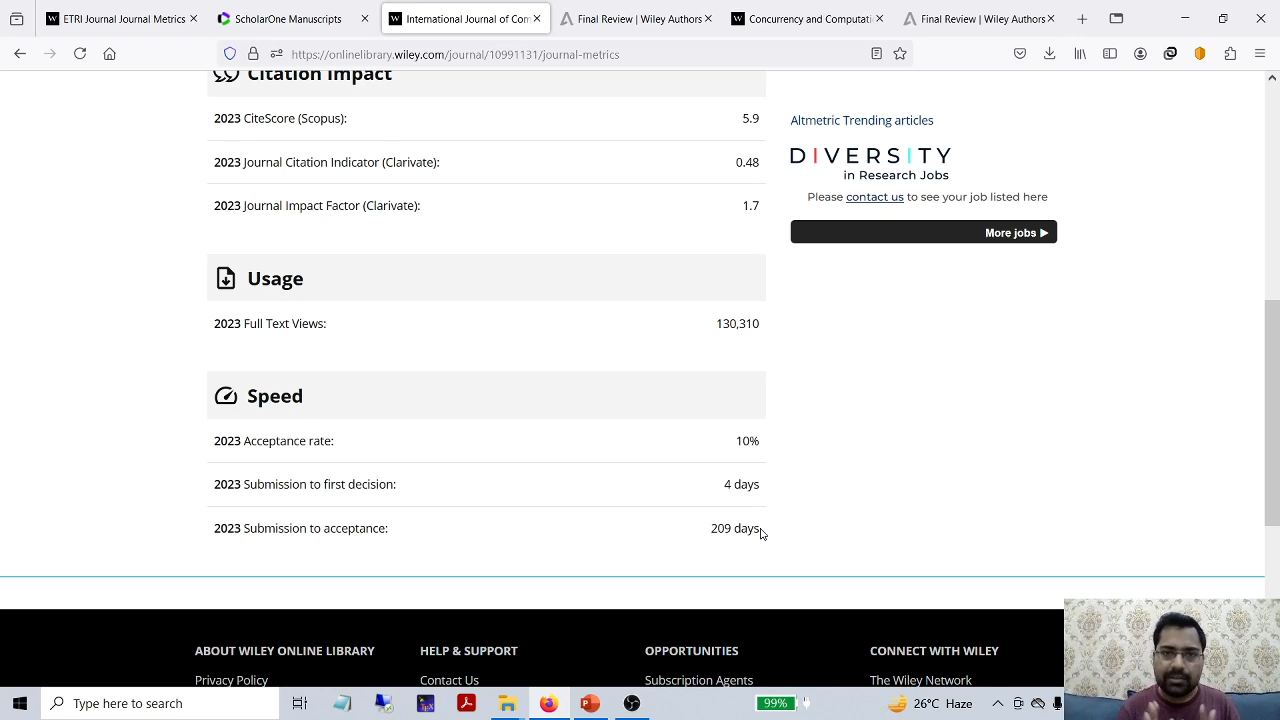 ETRI Journal Journal Metrics
ScholarOne Manuscripts
International Journal of Com
Final Review | Wiley Authors
Concurrency and Computati
Final Review | Wiley Authors
https://onlinelibrary.wiley.com/journal/10991131/journal-metrics
Citation Impact
2023 CiteScore (Scopus): 5.9
2023 Journal Citation Indicator (Clarivate): 0.48
2023 Journal Impact Factor (Clarivate): 1.7
Usage
2023 Full Text Views: 130,310
Speed
2023 Acceptance rate: 10%
2023 Submission to first decision: 4 days
2023 Submission to acceptance: 209 days
Altmetric Trending articles
DIVERSITY
in Research Jobs
Please contact us to see your job listed here
More jobs
ABOUT WILEY ONLINE LIBRARY
Privacy Policy
HELP & SUPPORT
Contact Us
OPPORTUNITIES
Subscription Agents
CONNECT WITH WILEY
The Wiley Network
Type here to search
99%
26°C Haze